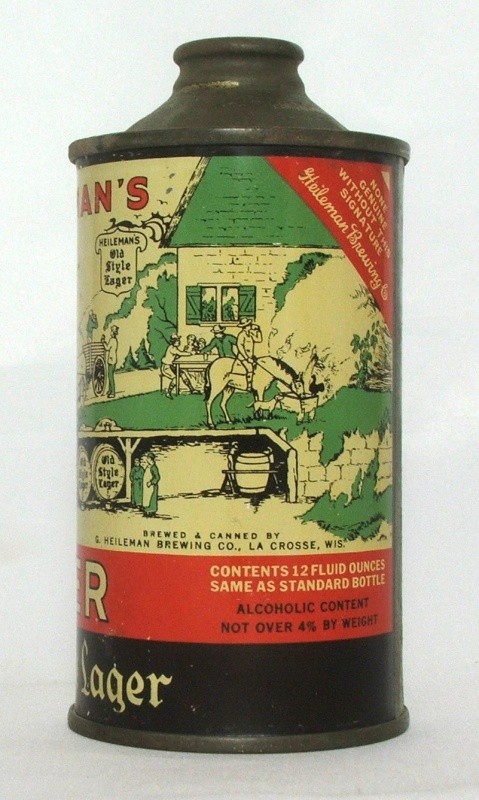 AN'S
HEILEMAN'S
Old
Style
Lager
NONE
GENUINE
WITHOUT THIS
SIGNATURE
Heileman Brewing Co
Old
Style
Lager
BREWED & CANNED BY
G. HEILEMAN BREWING CO., LA CROSSE, WIS.
ER
CONTENTS 12 FLUID OUNCES
SAME AS STANDARD BOTTLE
ALCOHOLIC CONTENT
NOT OVER 4% BY WEIGHT
Lager